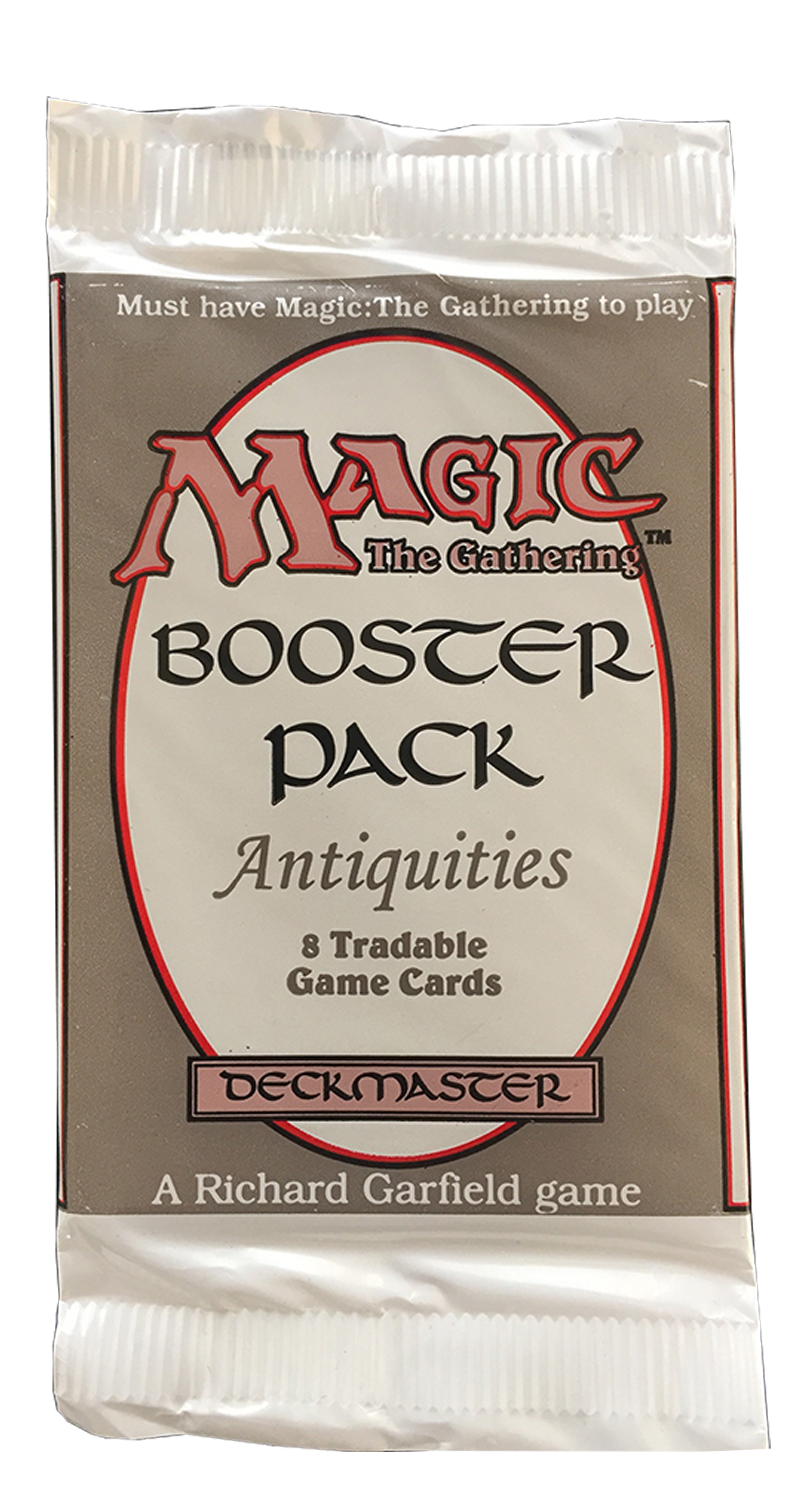 Must have Magic:The Gathering to play
MAGIC
The Gathering™
BOOSTER
PACK
Antiquities
8 Tradable
Game Cards
DECKMASTER
A Richard Garfield game